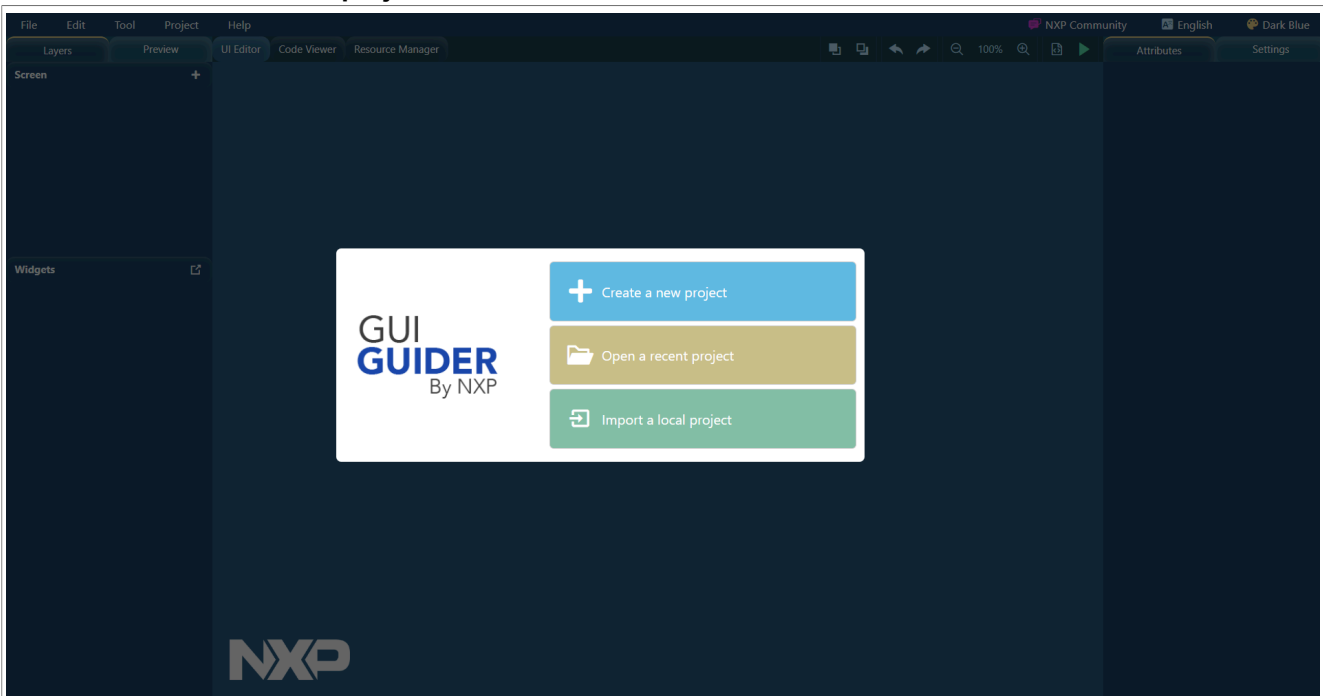 File Edit Tool Project Help NXP Community English Dark Blue
Layers Preview UI Editor Code Viewer Resource Manager 100% Attributes Settings
Screen
Widgets
Create a new project
GUI
GUIDER
By NXP
Open a recent project
Import a local project
NXP